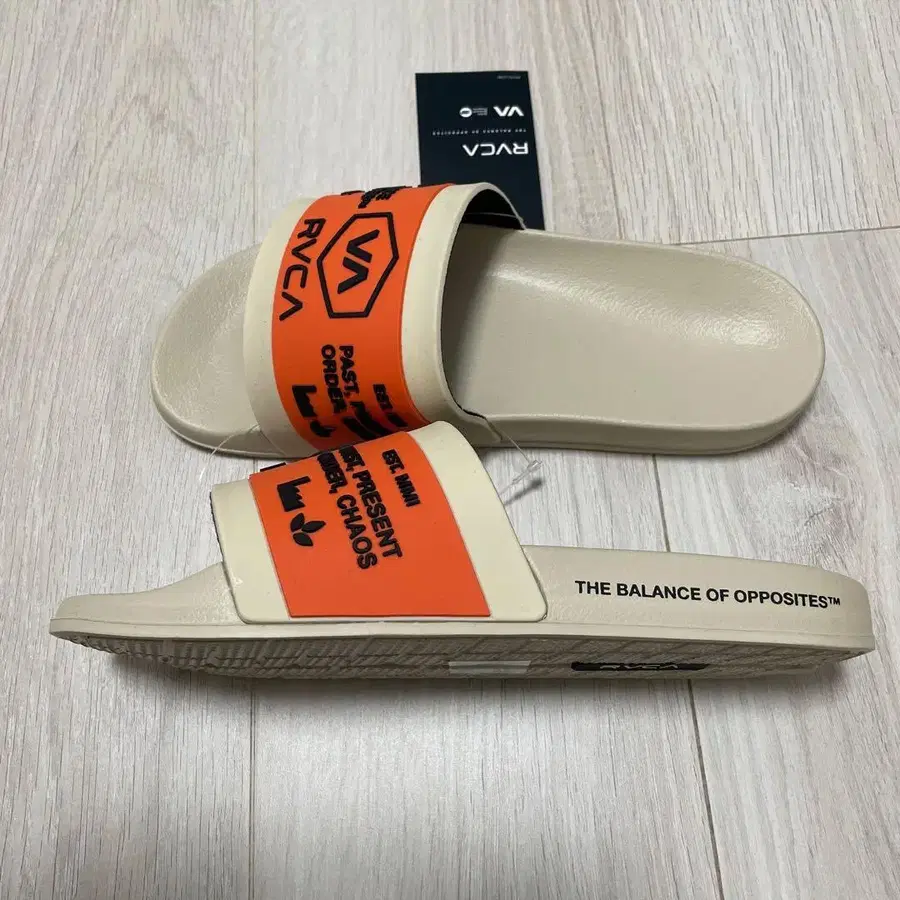 VA
RVCA
THE BALANCE OF OPPOSITES
RVCA
VA
PAST,
ORDER
EST.
EST. MMII
PRESENT
CHAOS
THE BALANCE OF OPPOSITES™
RVCA